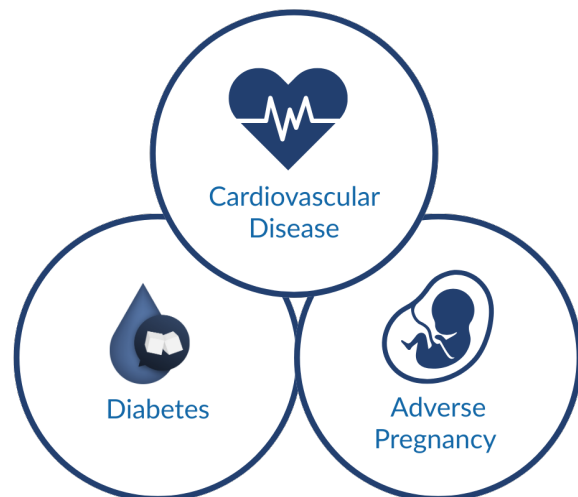 Cardiovascular
Disease
Diabetes
Adverse
Pregnancy